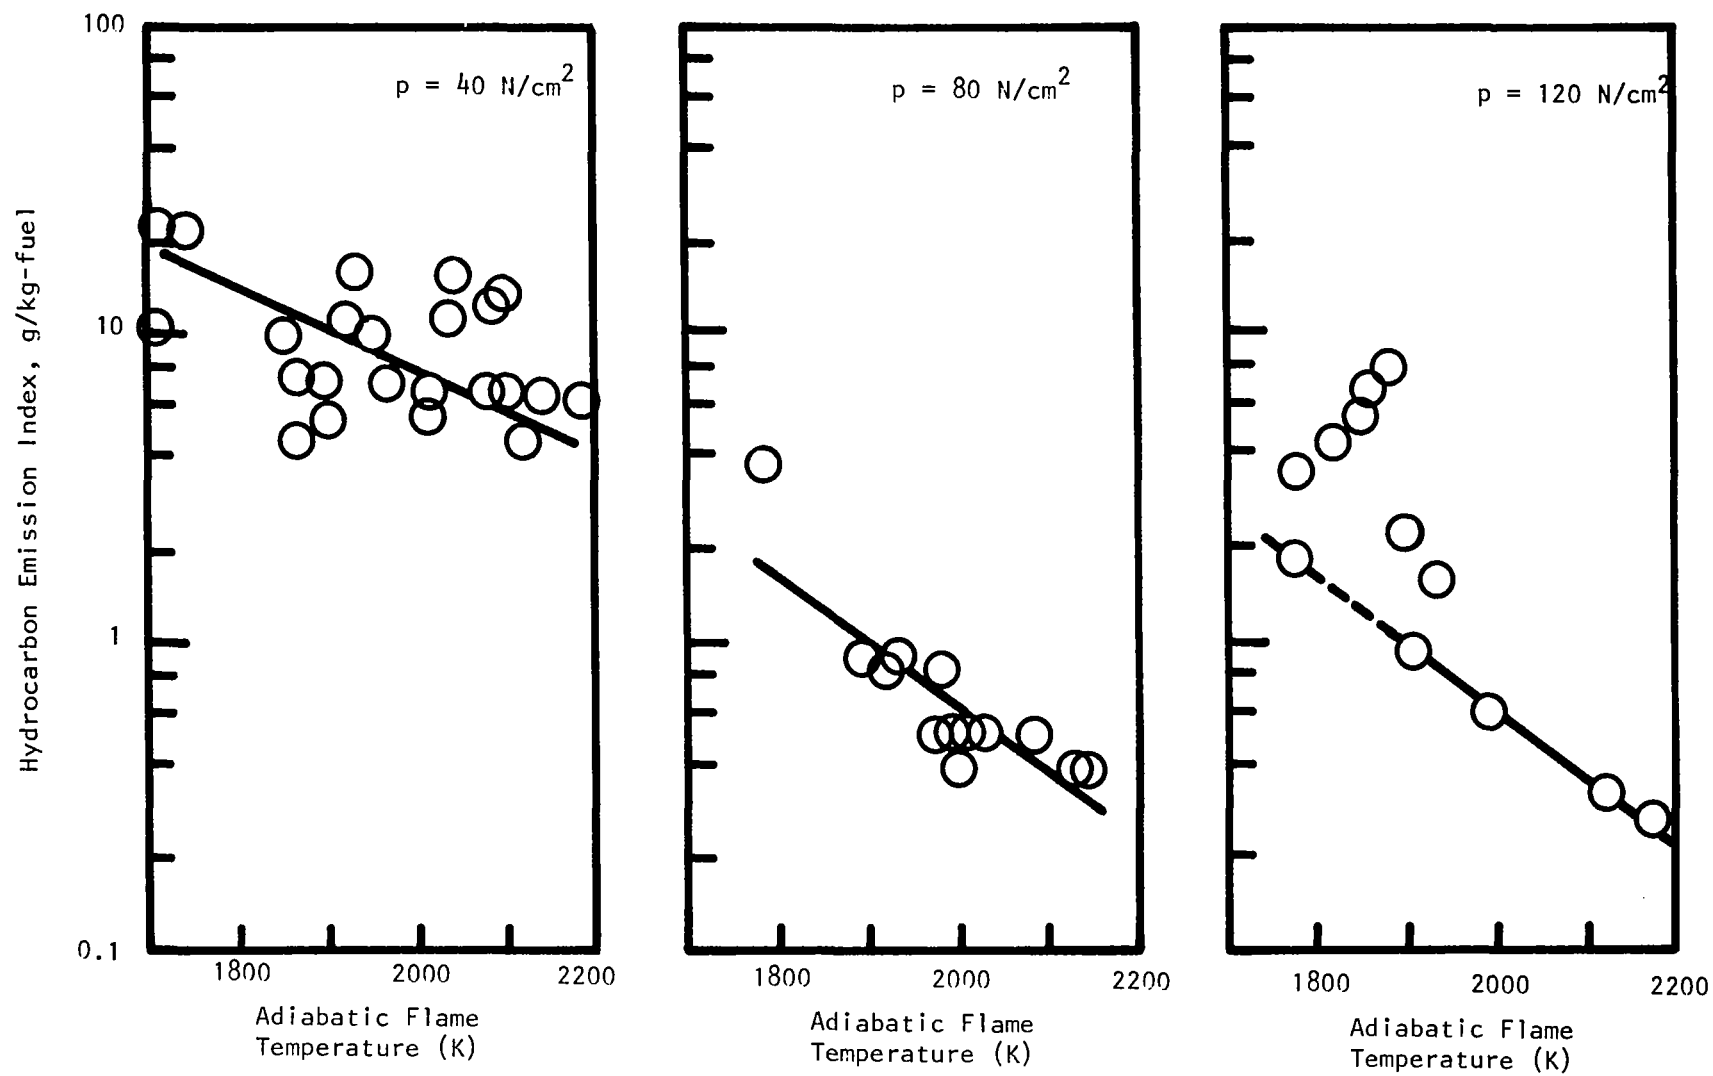 100
10
1
0.1
Hydrocarbon Emission Index, g/kg-fuel
p = 40 N/cm²
1800
2000
2200
Adiabatic Flame
Temperature (K)
p = 80 N/cm²
1800
2000
2200
Adiabatic Flame
Temperature (K)
p = 120 N/cm²
1800
2000
2200
Adiabatic Flame
Temperature (K)